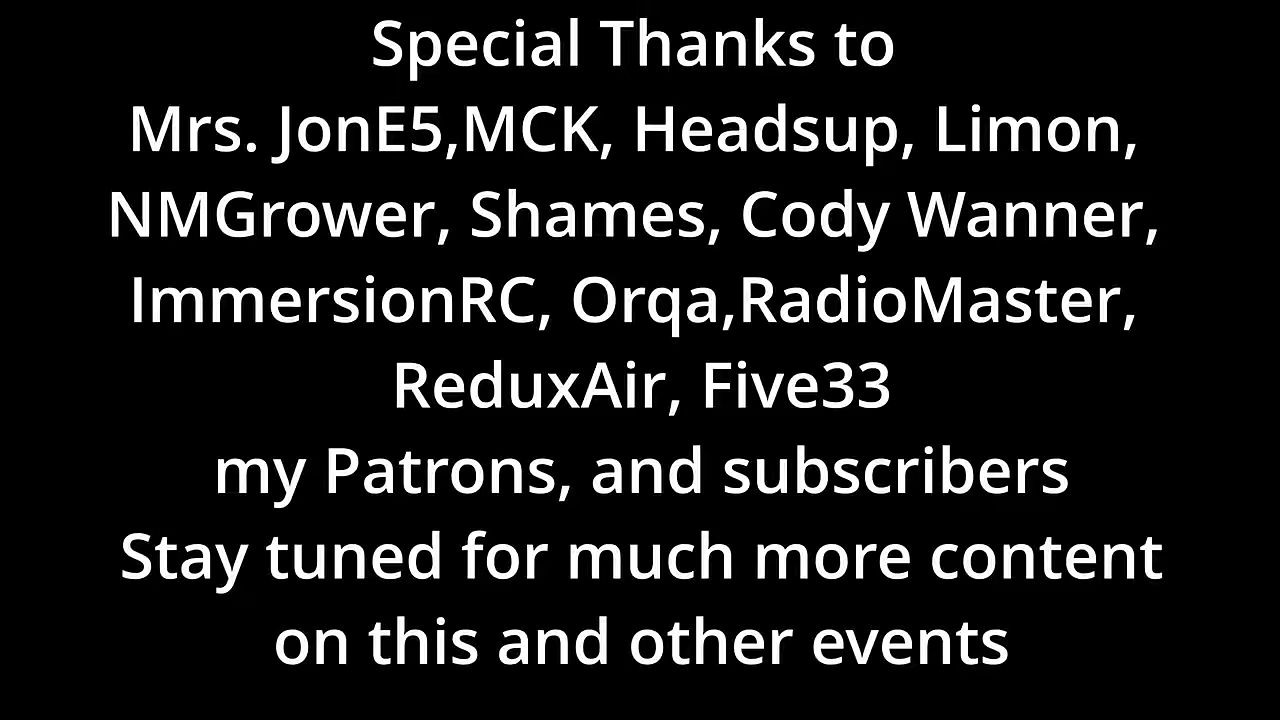 Special Thanks to
Mrs. JonE5,MCK, Headsup, Limon,
NMGrower, Shames, Cody Wanner,
ImmersionRC, Orqa,RadioMaster,
ReduxAir, Five33
my Patrons, and subscribers
Stay tuned for much more content
on this and other events